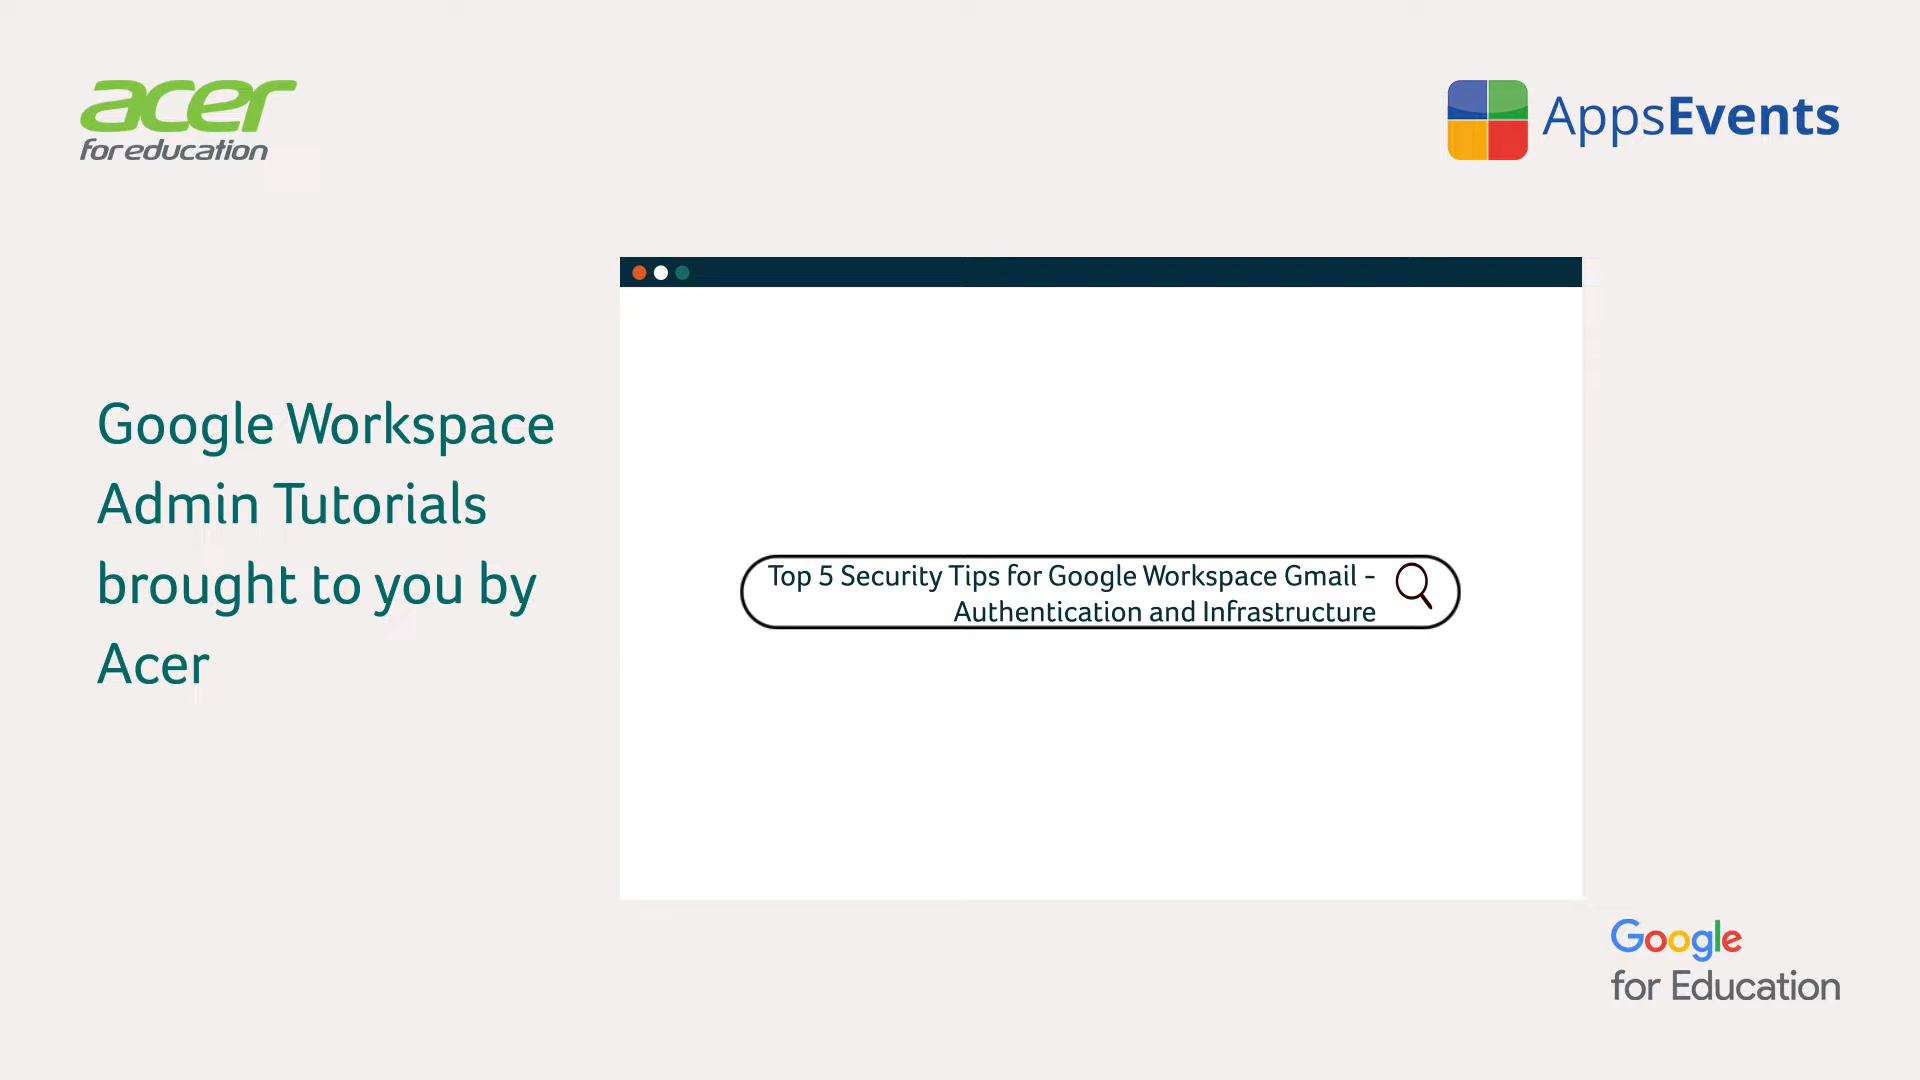 acer
for education
AppsEvents
Google Workspace
Admin Tutorials
brought to you by
Acer
Top 5 Security Tips for Google Workspace Gmail -
Authentication and Infrastructure
Google
for Education